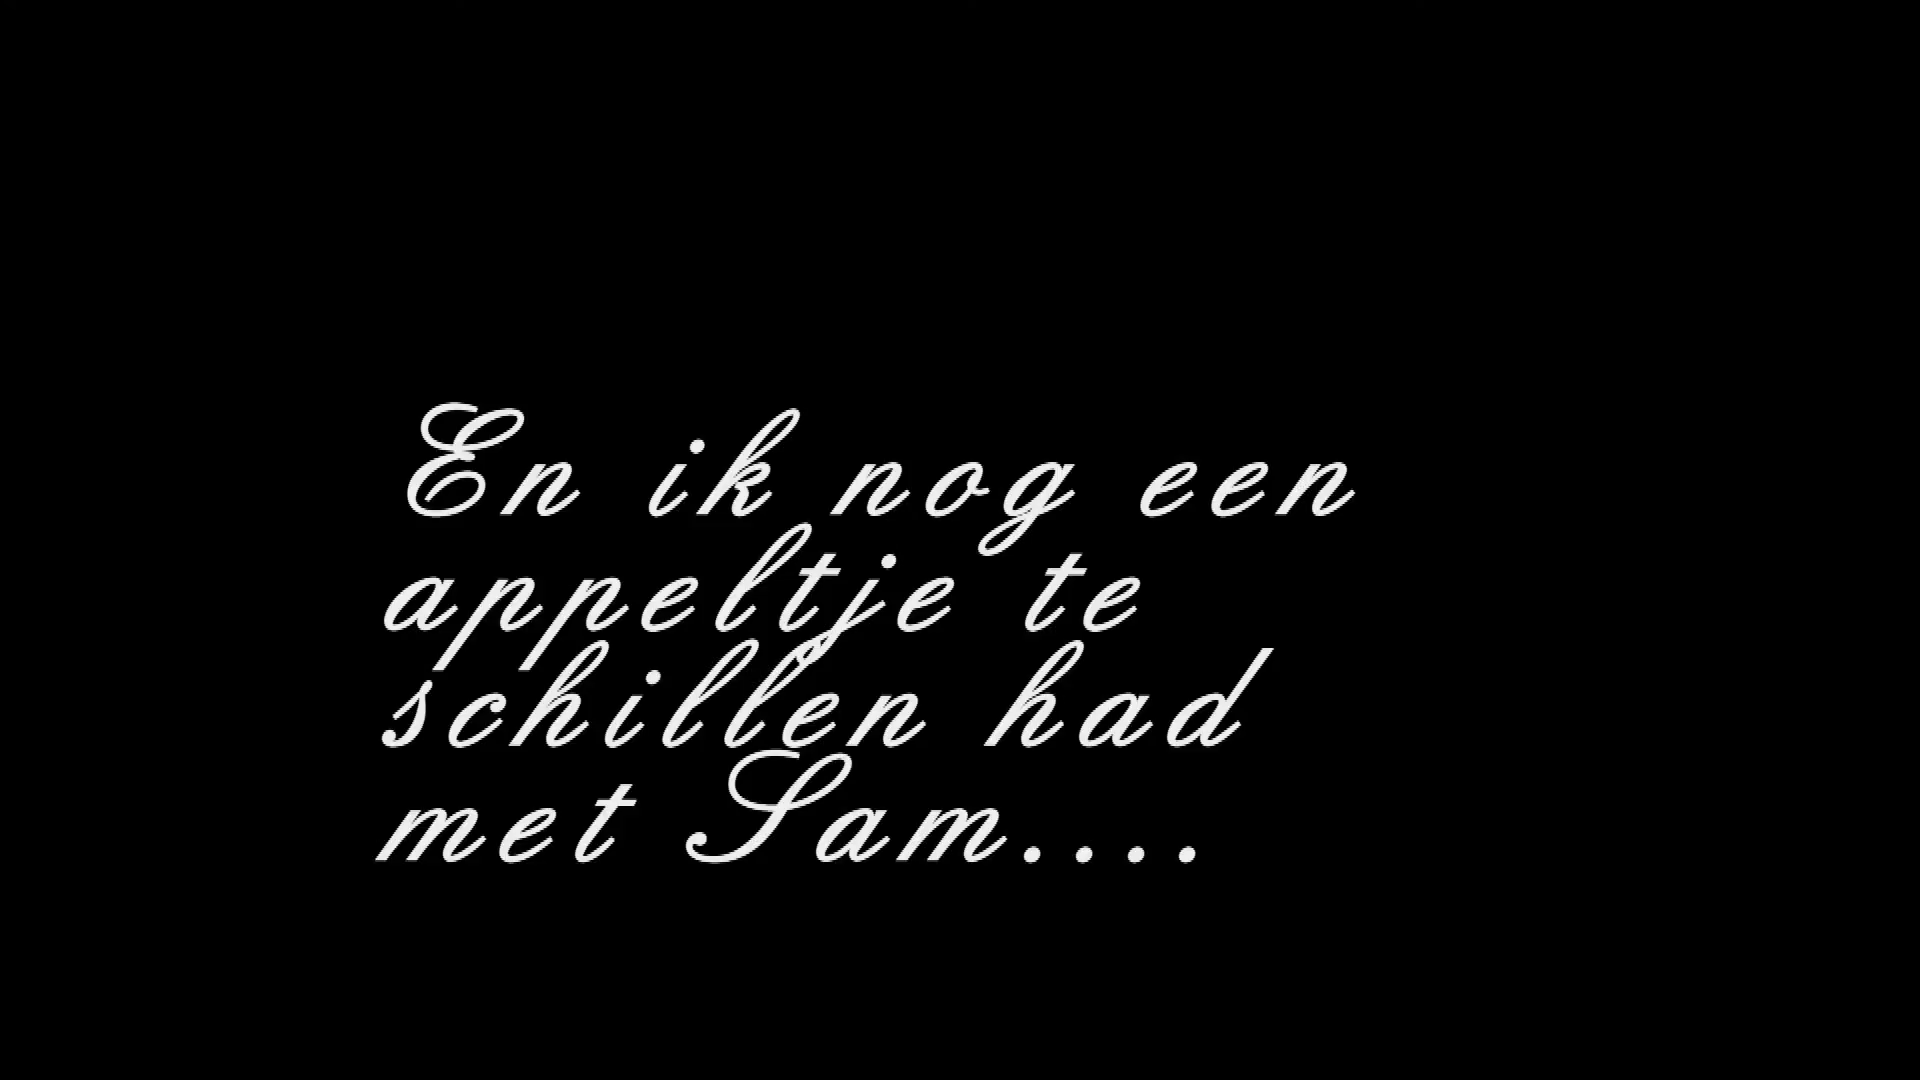 En ik nog een
appeltje te
schillen had
met Sam....